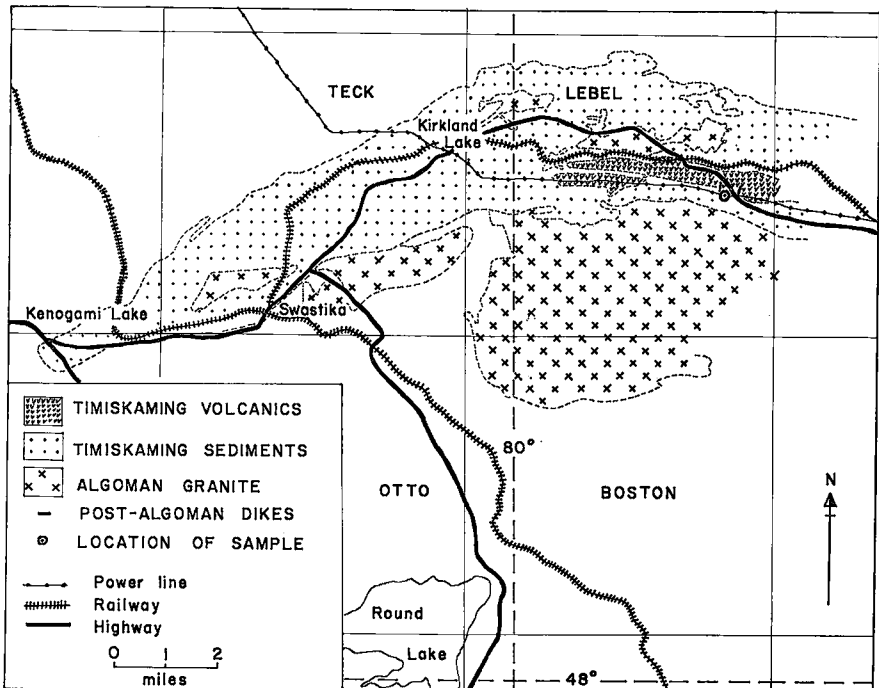 TECK
LEBEL
Kirkland
Lake
Kenogami Lake
Swastika
80°
OTTO
BOSTON
N
Round
Lake
48°
TIMISKAMING VOLCANICS
TIMISKAMING SEDIMENTS
ALGOMAN GRANITE
POST-ALGOMAN DIKES
LOCATION OF SAMPLE
Power line
Railway
Highway
0 1 2
miles